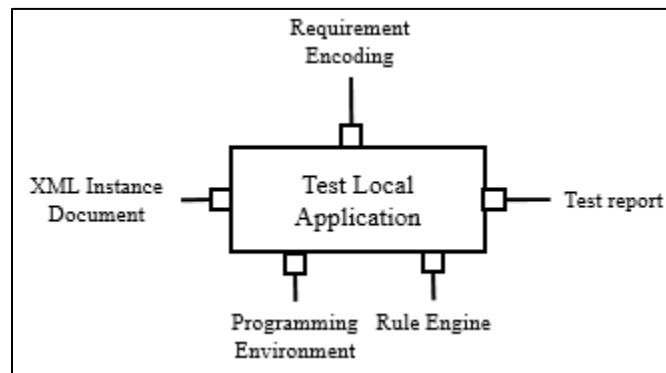 Requirement
Encoding
XML Instance
Document
Test Local
Application
Test report
Programming
Environment
Rule Engine